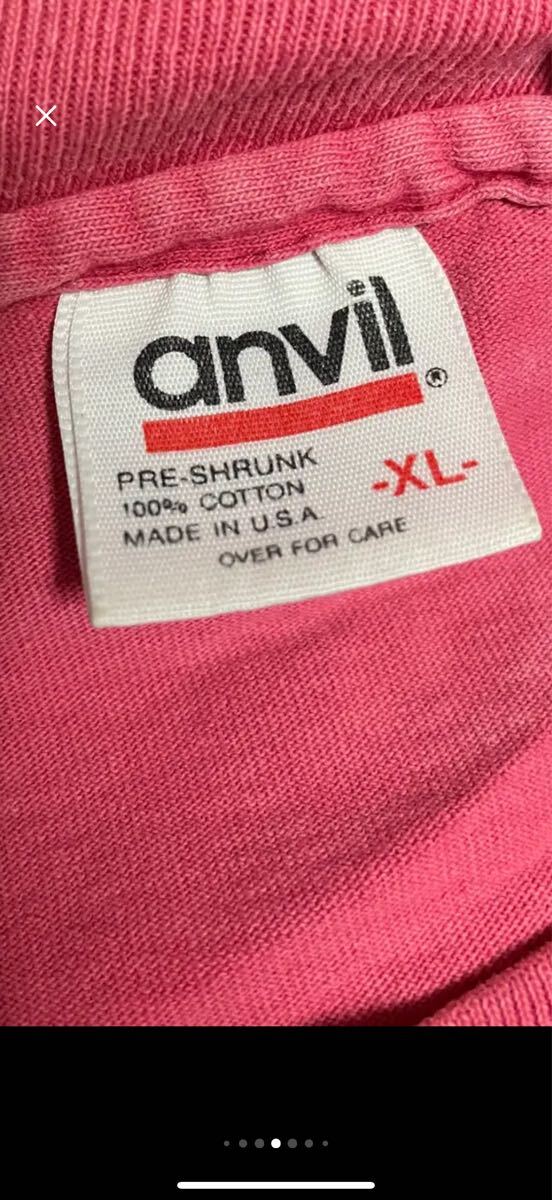 anvil®
PRE-SHRUNK
100% COTTON
MADE IN U.S.A.
-XL-
OVER FOR CARE